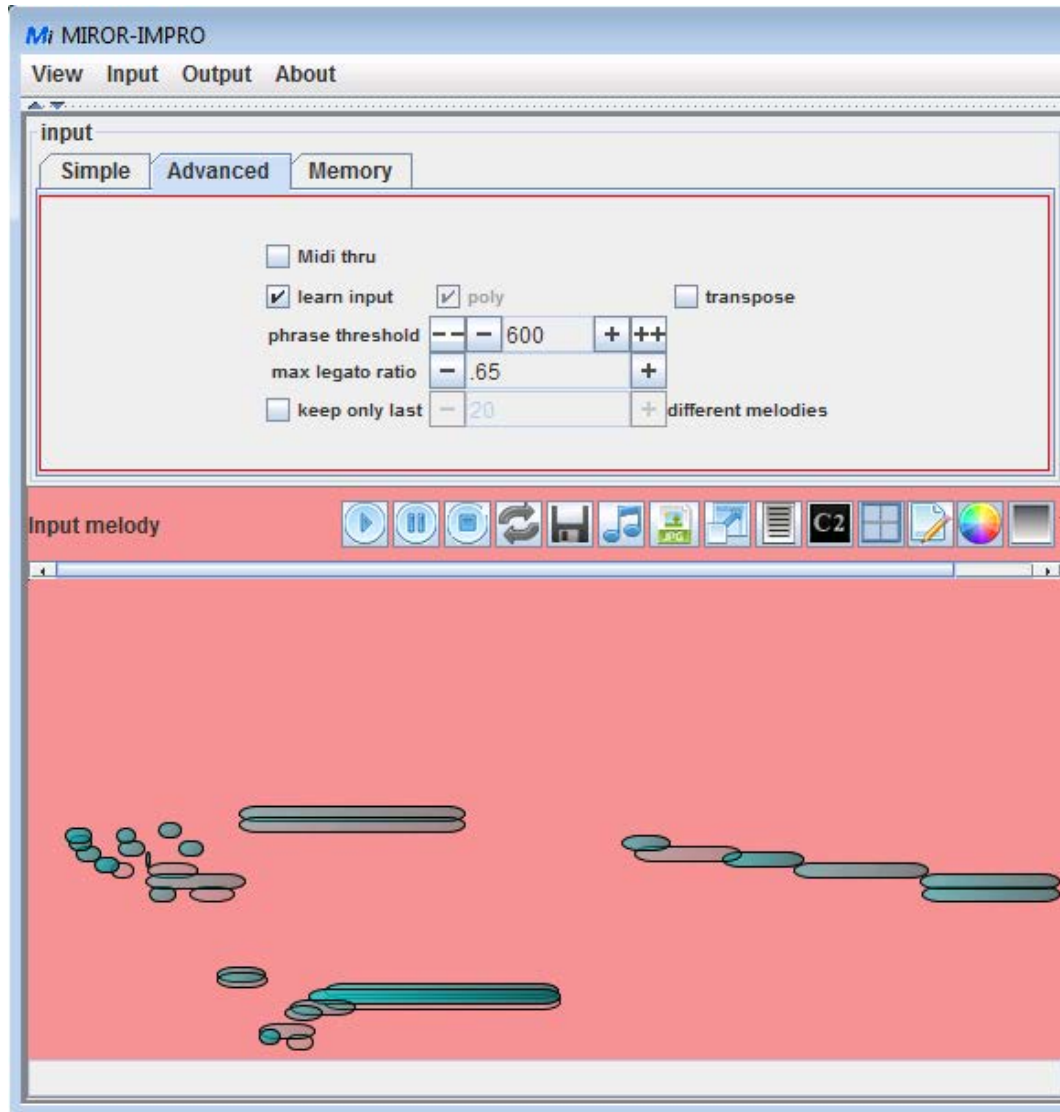 Mi MIROR-IMPRO
View Input Output About
input
Simple Advanced Memory
Midi thru
learn input poly transpose
phrase threshold -- - 600 + ++
max legato ratio - .65 +
keep only last - 20 + different melodies
Input melody JPG C2